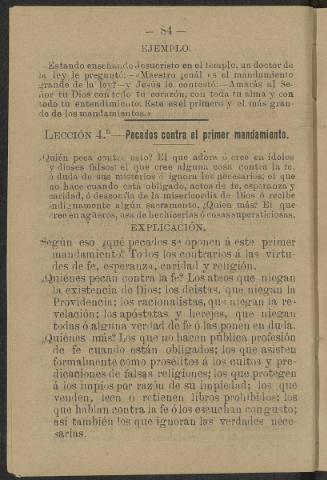 — 84 —
EJEMPLO.
Estando enseñando Jesucristo en el templo, un doctor de
la ley le preguntó:—«Maestro ¿cuál es el mandamiento
grande de la ley?—y Jesús le contestó:—Amarás al Se-
ñor tu Dios con todo tu corazón, con toda tu alma y con
todo tu entendimiento. Este es el primero y el más gran-
de de los mandamientos.»
LECCIÓN 4.ª—Pecados contra el primer mandamiento.
¿Quién peca contra esto? El que adora ó cree en ídolos
y dioses falsos: el que cree alguna cosa contra la fe,
ó duda de sus misterios ó ignora los necesarios; el que
no hace cuando está obligado, actos de fe, esperanza y
caridad, ó desconfía de la misericordia de Dios ó recibe
indignamente algún sacramento. ¿Quien más? El que
cree en agüeros, usa de hechicerías ó cosas supersticiosas.
EXPLICACIÓN.
Según eso ¿qué pecados se oponen á este primer
mandamiento? Todos los contrarios á las virtu-
des de fe, esperanza, caridad y religión.
¿Quiénes pecan contra la fe? Los ateos que niegan
la existencia de Dios; los deistas, que niegan la
Providencia; los racionalistas, que niegan la re-
velación; los apóstatas y herejes, que niegan
todas ó alguna verdad de fe ó las ponen en duda.
¿Quiénes más? Los que no hacen pública profesión
de fe cuando están obligados; los que asisten
formalmente como prosélitos á los cultos y pre-
dicaciones de falsas religiones; los que protegen
á los impíos por razón de su impiedad; los que
venden, leen ó retienen libros prohibidos; los
que hablan contra la fe ó los escuchan con gusto;
así también los que ignoran las verdades nece-
sarias.